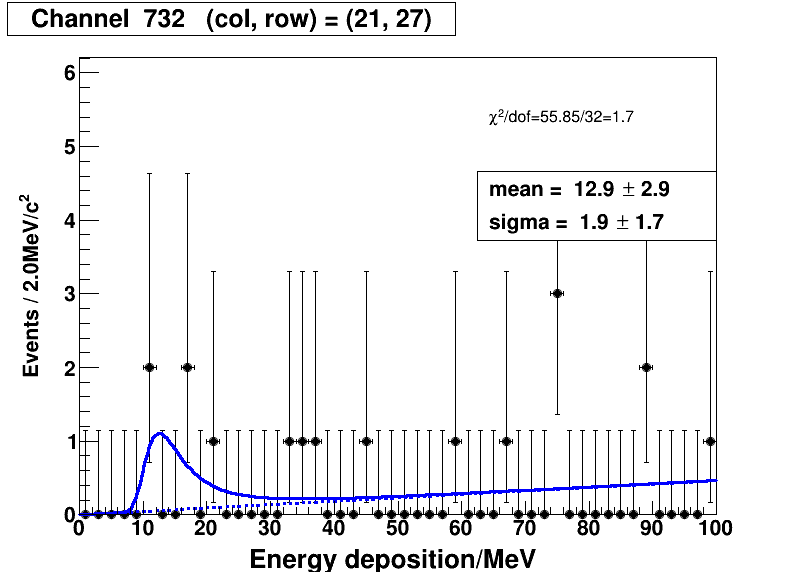 Channel 732 (col, row) = (21, 27)
χ²/dof=55.85/32=1.7
mean = 12.9 ± 2.9
sigma = 1.9 ± 1.7
Events / 2.0MeV/c²
6
5
4
3
2
1
0
0 10 20 30 40 50 60 70 80 90 100
Energy deposition/MeV